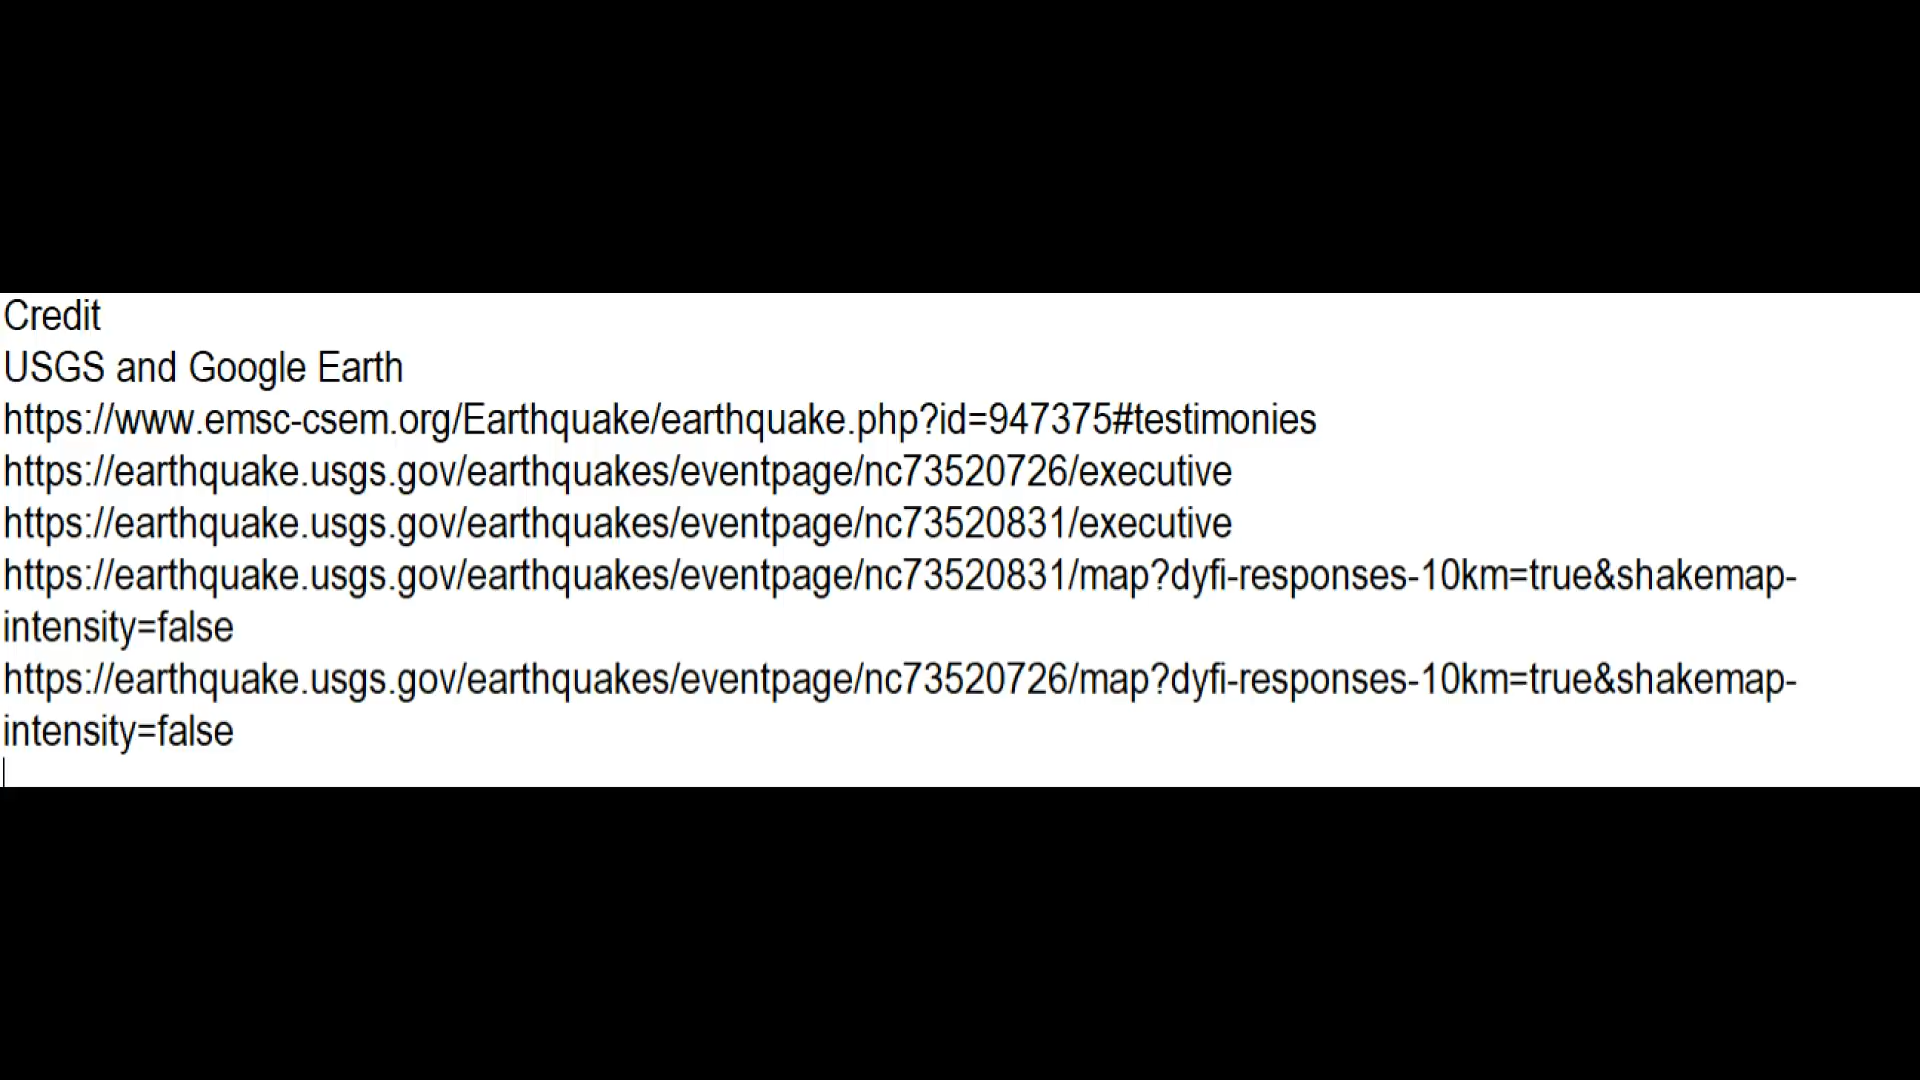 Credit
USGS and Google Earth
https://www.emsc-csem.org/Earthquake/earthquake.php?id=947375#testimonies
https://earthquake.usgs.gov/earthquakes/eventpage/nc73520726/executive
https://earthquake.usgs.gov/earthquakes/eventpage/nc73520831/executive
https://earthquake.usgs.gov/earthquakes/eventpage/nc73520831/map?dyfi-responses-10km=true&shakemap-
intensity=false
https://earthquake.usgs.gov/earthquakes/eventpage/nc73520726/map?dyfi-responses-10km=true&shakemap-
intensity=false